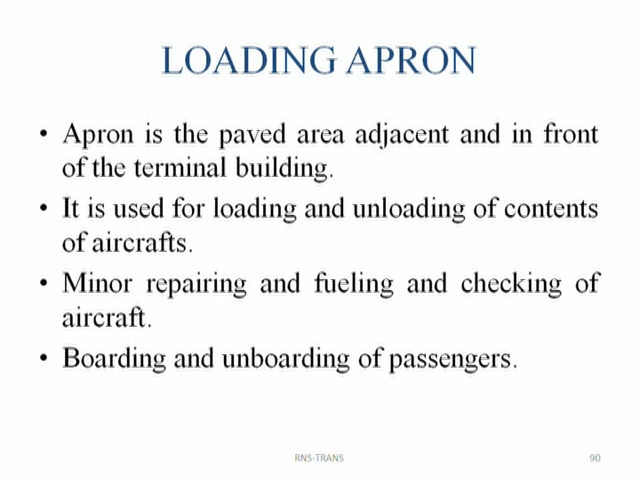 LOADING APRON
• Apron is the paved area adjacent and in front
of the terminal building.
• It is used for loading and unloading of contents
of aircrafts.
• Minor repairing and fueling and checking of
aircraft.
• Boarding and unboarding of passengers.
RNS-TRANS
90